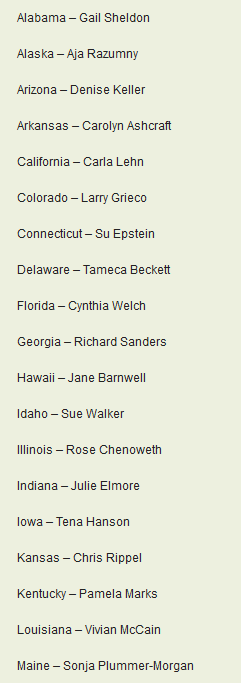 Alabama – Gail Sheldon
Alaska – Aja Razumny
Arizona – Denise Keller
Arkansas – Carolyn Ashcraft
California – Carla Lehn
Colorado – Larry Grieco
Connecticut – Su Epstein
Delaware – Tameca Beckett
Florida – Cynthia Welch
Georgia – Richard Sanders
Hawaii – Jane Barnwell
Idaho – Sue Walker
Illinois – Rose Chenoweth
Indiana – Julie Elmore
Iowa – Tena Hanson
Kansas – Chris Rippel
Kentucky – Pamela Marks
Louisiana – Vivian McCain
Maine – Sonja Plummer-Morgan